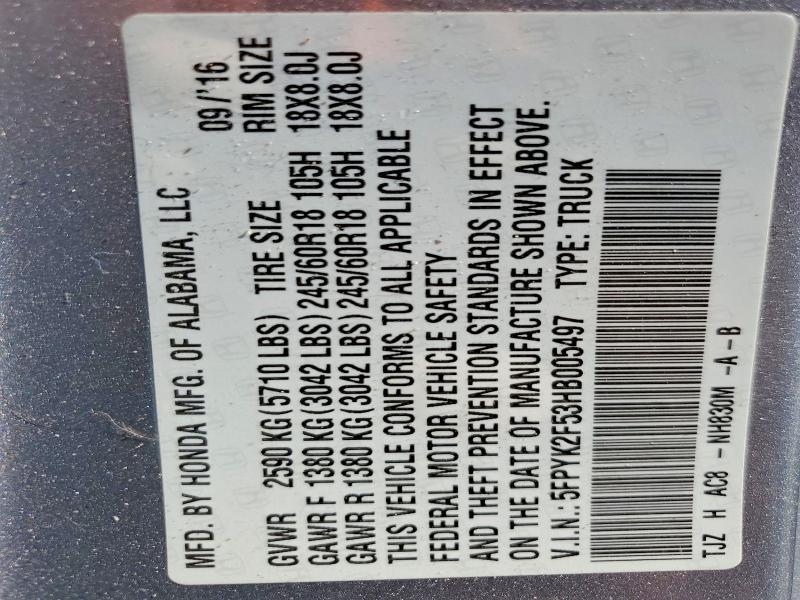 MFD. BY HONDA MFG. OF ALABAMA, LLC 09/'16
GVWR 2590 KG(5710 LBS) TIRE SIZE RIM SIZE
GAWR F 1380 KG(3042 LBS) 245/60R18 105H 18X8.0J
GAWR R 1380 KG(3042 LBS) 245/60R18 105H 18X8.0J
THIS VEHICLE CONFORMS TO ALL APPLICABLE
FEDERAL MOTOR VEHICLE SAFETY
AND THEFT PREVENTION STANDARDS IN EFFECT
ON THE DATE OF MANUFACTURE SHOWN ABOVE.
V.I.N.: 5FPYK2F53HB005497 TYPE: TRUCK
TJZ H AC8 - NH830M -A-B